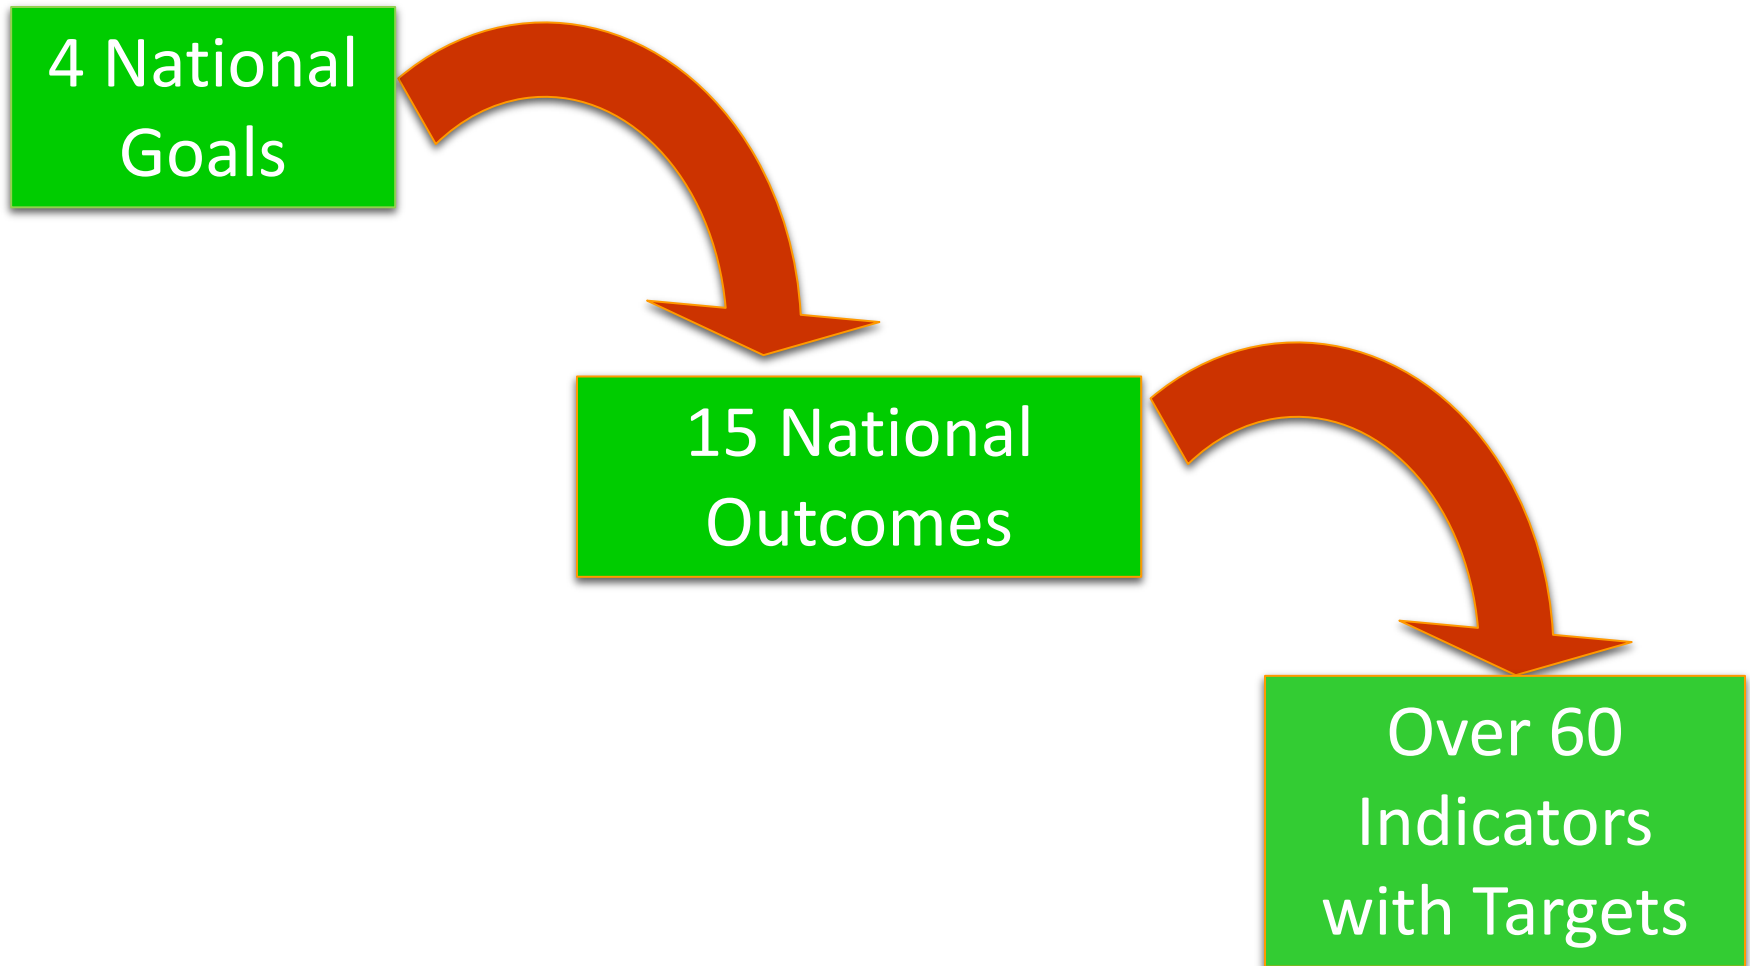 4 National
Goals
15 National
Outcomes
Over 60
Indicators
with Targets